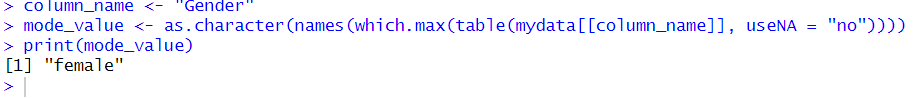 > column_name <- "Gender"
> mode_value <- as.character(names(which.max(table(mydata[[column_name]], useNA = "no"))))
> print(mode_value)
[1] "female"
>